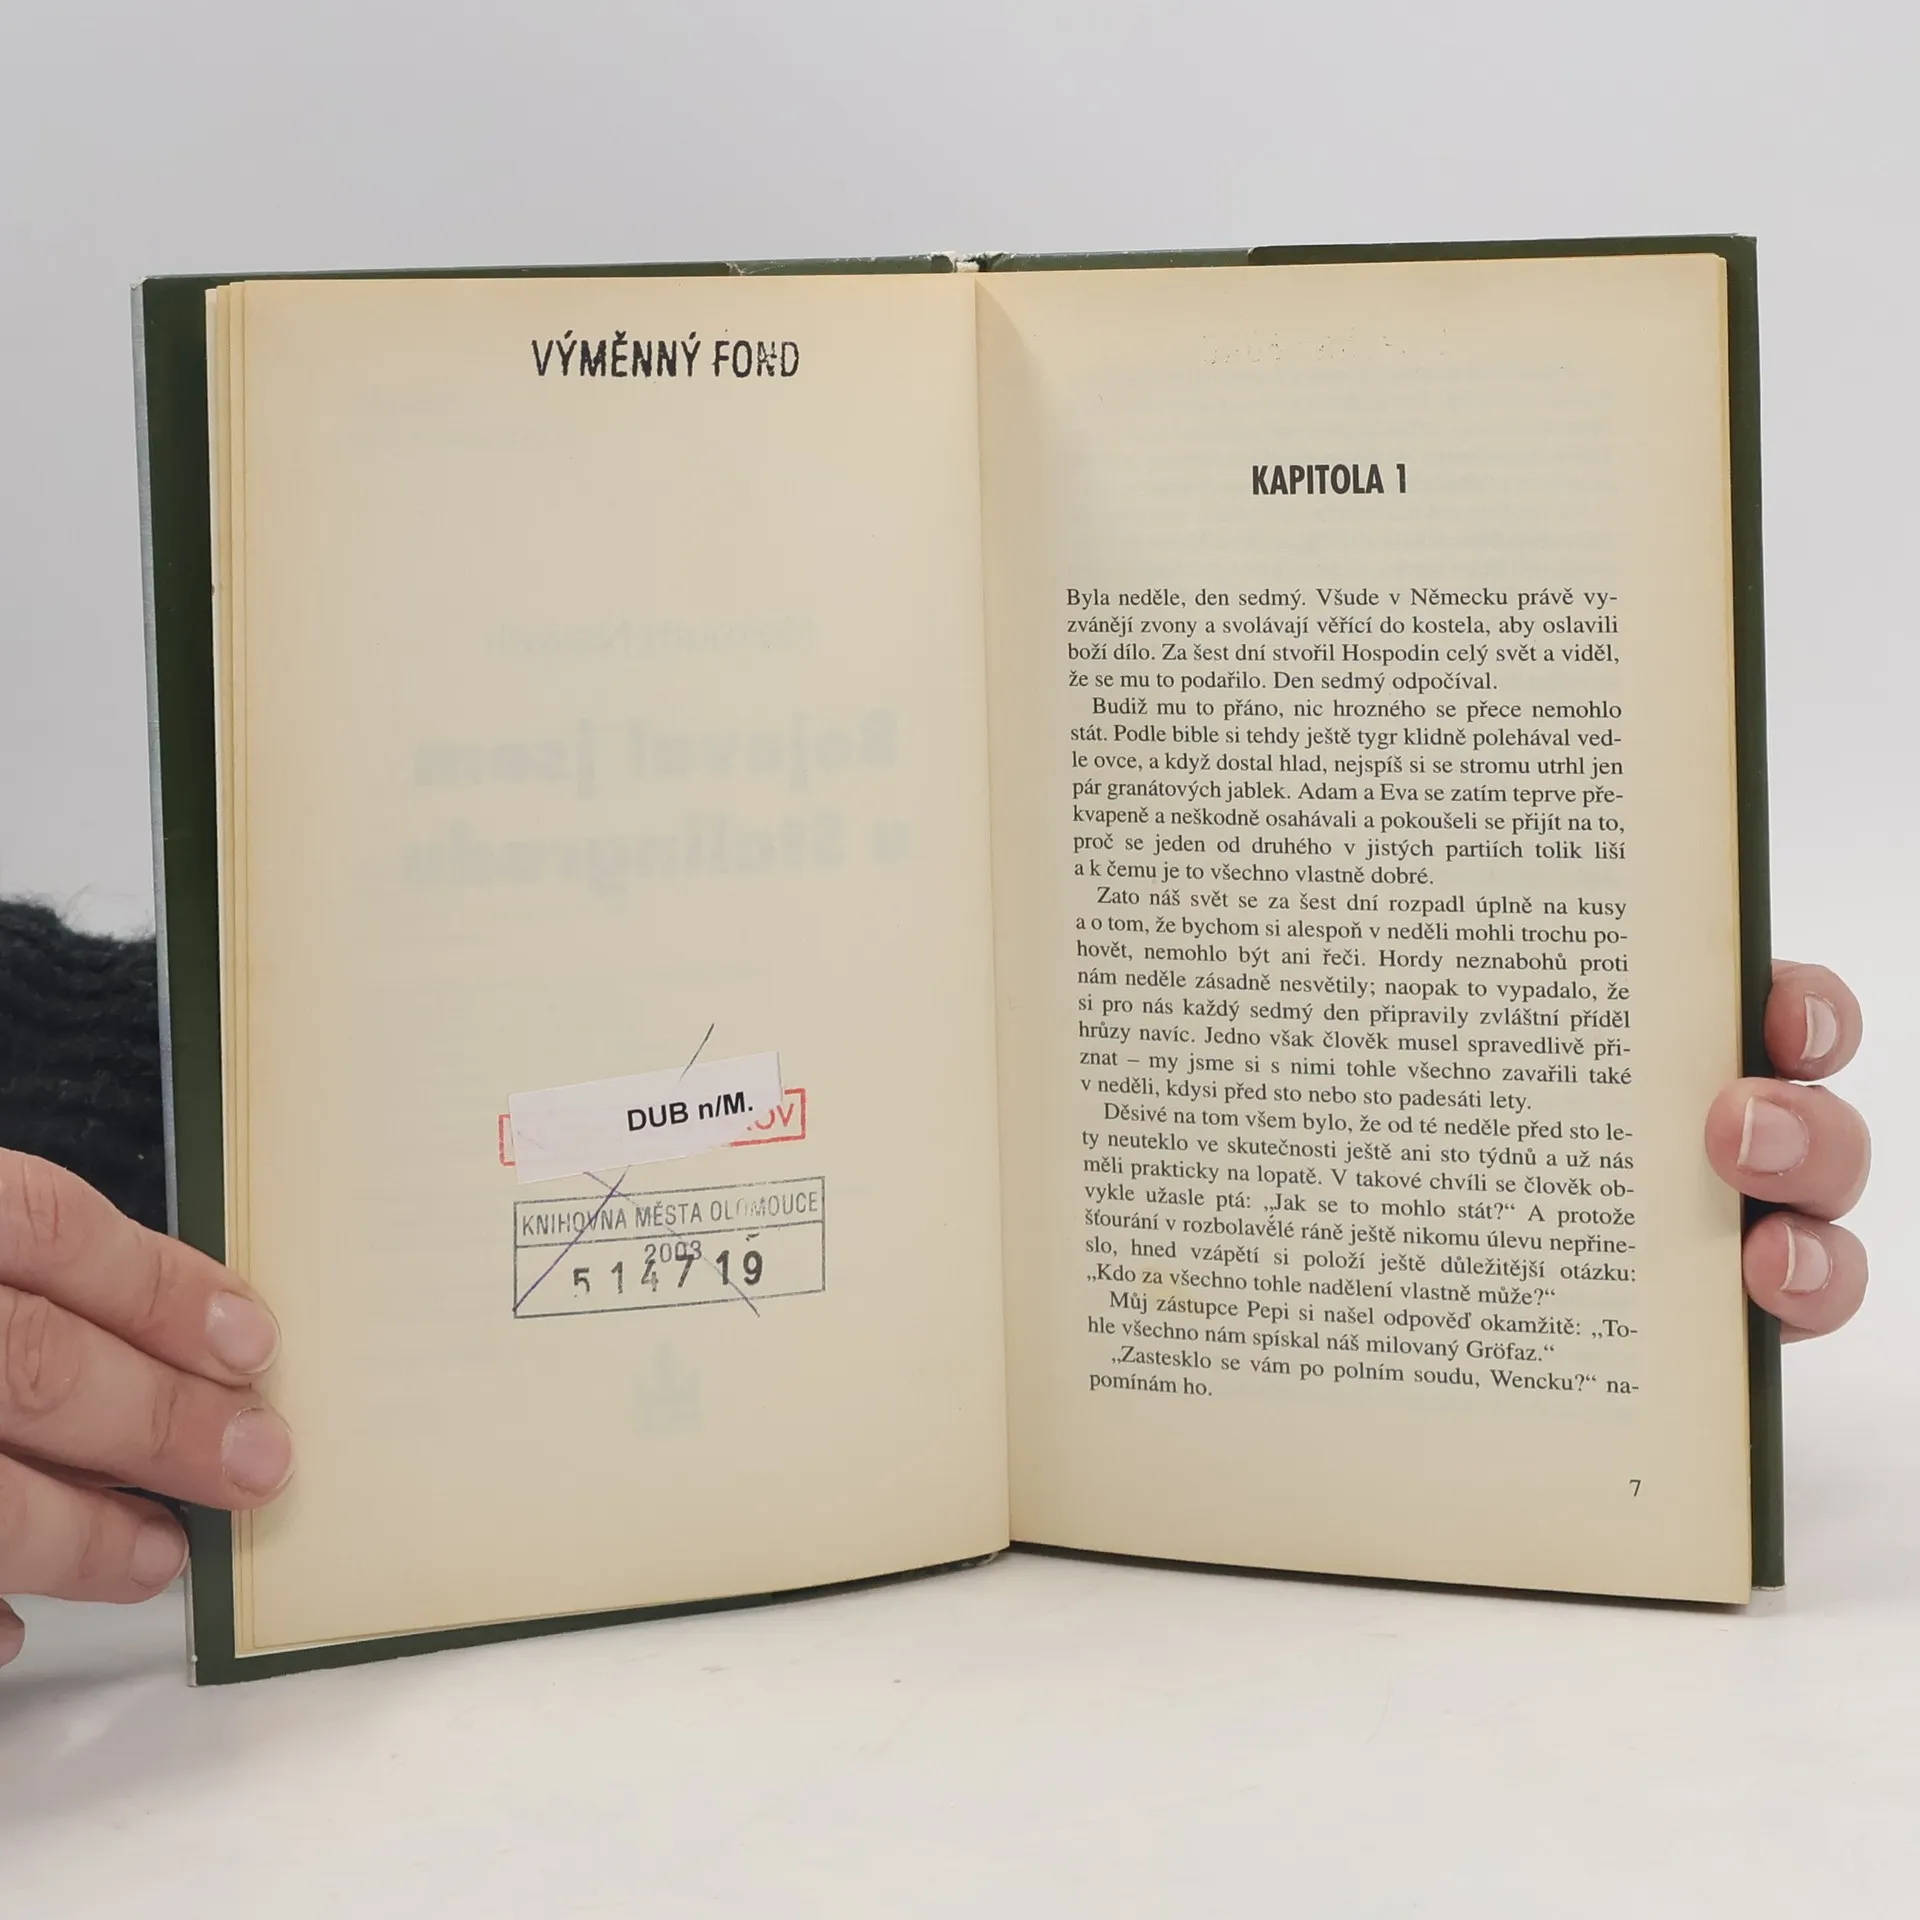 VÝMĚNNÝ FOND
DUB n/M.
OV
KNIHOVNA MĚSTA OLOMOUCE
2003
514719
KAPITOLA 1
Byla neděle, den sedmý. Všude v Německu právě vy-
zvánějí zvony a svolávají věřící do kostela, aby oslavili
boží dílo. Za šest dní stvořil Hospodin celý svět a viděl,
že se mu to podařilo. Den sedmý odpočíval.
Budiž mu to přáno, nic hrozného se přece nemohlo
stát. Podle bible si tehdy ještě tygr klidně polehával ved-
le ovce, a když dostal hlad, nejspíš si se stromu utrhl jen
pár granátových jablek. Adam a Eva se zatím teprve pře-
kvapeně a neškodně osahávali a pokoušeli se přijít na to,
proč se jeden od druhého v jistých partiích tolik liší
a k čemu je to všechno vlastně dobré.
Zato náš svět se za šest dní rozpadl úplně na kusy
a o tom, že bychom si alespoň v neděli mohli trochu po-
hovět, nemohlo být ani řeči. Hordy neznabohů proti
nám neděle zásadně nesvětily; naopak to vypadalo, že
si pro nás každý sedmý den připravily zvláštní příděl
hrůzy navíc. Jedno však člověk musel spravedlivě při-
znat – my jsme si s nimi tohle všechno zavařili také
v neděli, kdysi před sto nebo sto padesáti lety.
Děsivé na tom všem bylo, že od té neděle před sto le-
ty neuteklo ve skutečnosti ještě ani sto týdnů a už nás
měli prakticky na lopatě. V takové chvíli se člověk ob-
vykle užasle ptá: „Jak se to mohlo stát?“ A protože
šťourání v rozbolavělé ráně ještě nikomu úlevu nepřine-
slo, hned vzápětí si položí ještě důležitější otázku:
„Kdo za všechno tohle nadělení vlastně může?“
Můj zástupce Pepi si našel odpověď okamžitě: „To-
hle všechno nám spískal náš milovaný Gröfaz.“
„Zastesklo se vám po polním soudu, Wencku?“ na-
pomínám ho.
7